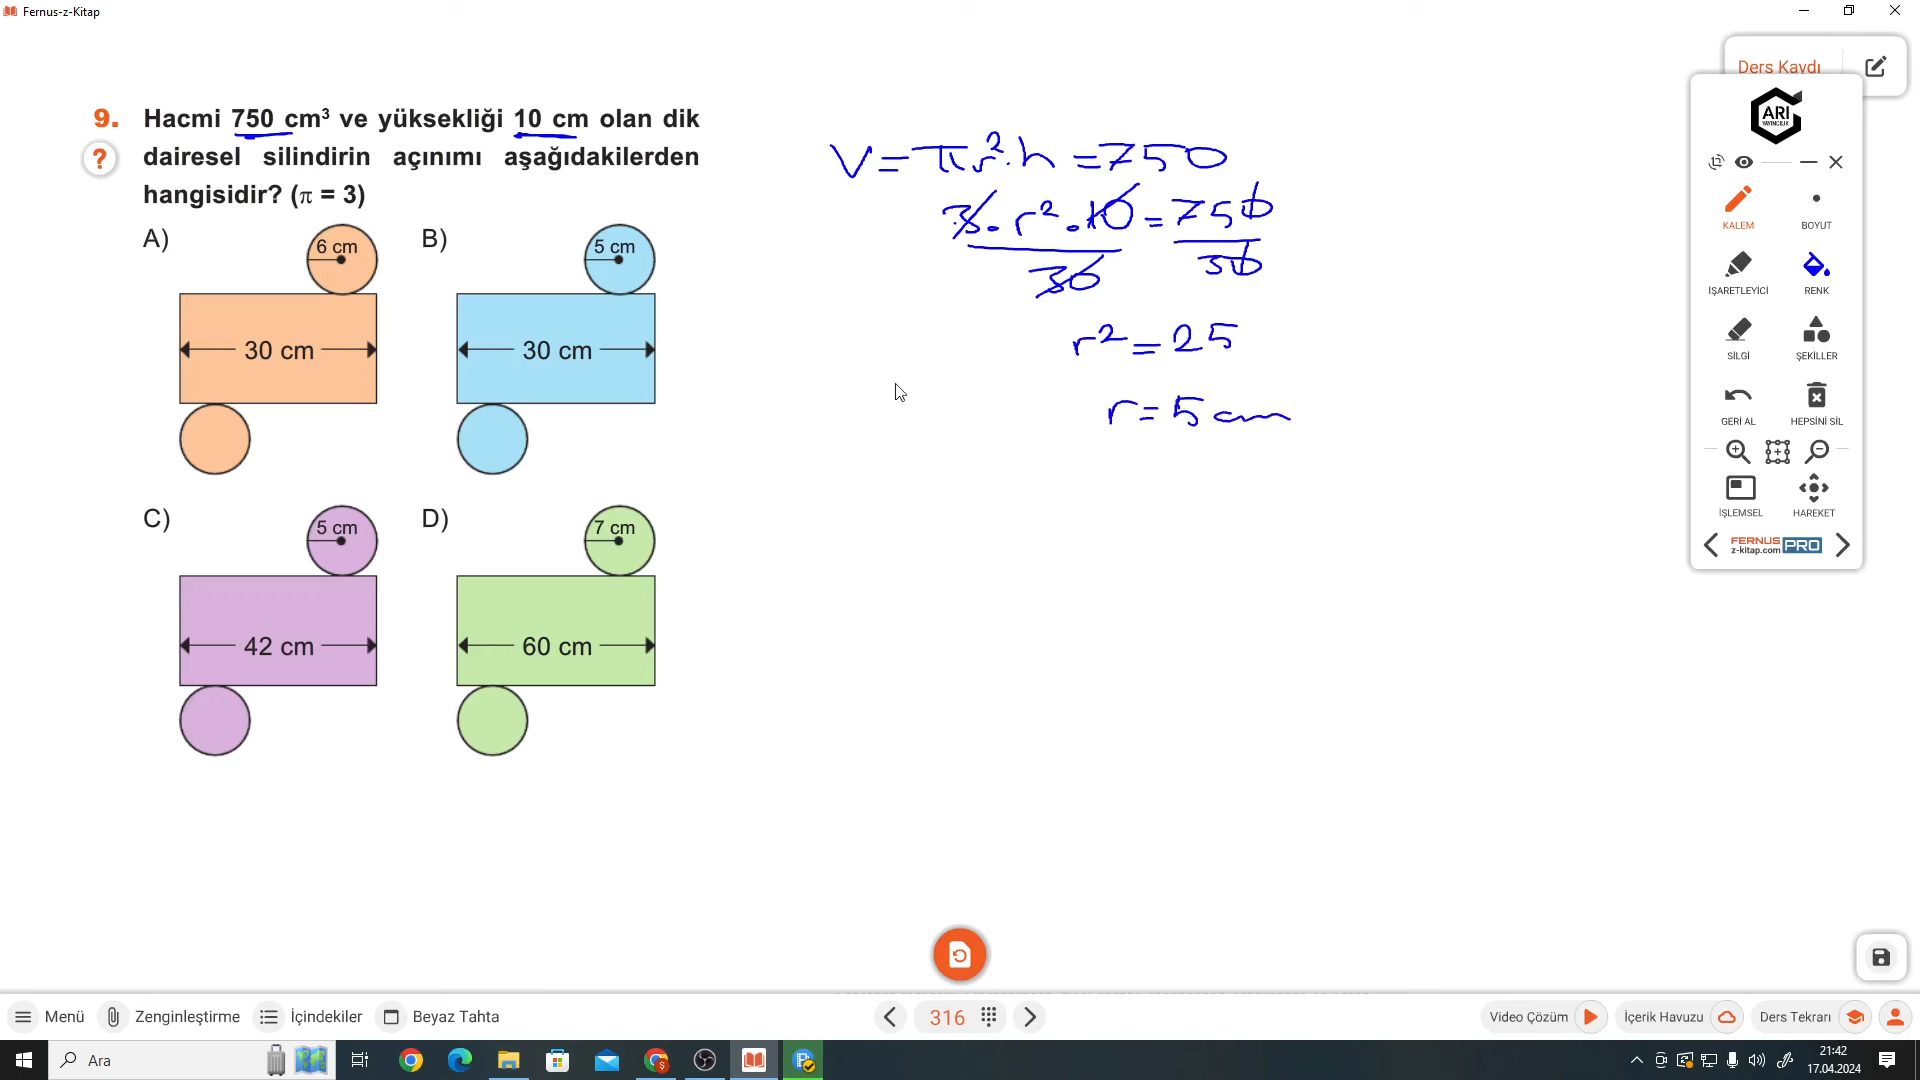 Fernus-z-Kitap
Ders Kaydı
ARI
YAYINCILIK
9. Hacmi 750 cm³ ve yüksekliği 10 cm olan dik
? dairesel silindirin açınımı aşağıdakilerden
hangisidir? (π = 3)
A)
6 cm
30 cm
B)
5 cm
30 cm
C)
5 cm
42 cm
D)
7 cm
60 cm
V = πr².h = 750
3.r².10 = 750
30 30
r² = 25
r = 5 cm
KALEM BOYUT
İŞARETLEYİCİ RENK
SİLGİ ŞEKİLLER
GERİ AL HEPSİNİ SİL
İŞLEMSEL HAREKET
FERNUS
z-kitap.com PRO
Menü Zenginleştirme İçindekiler Beyaz Tahta 316 Video Çözüm İçerik Havuzu Ders Tekrarı
Ara
21:42
17.04.2024